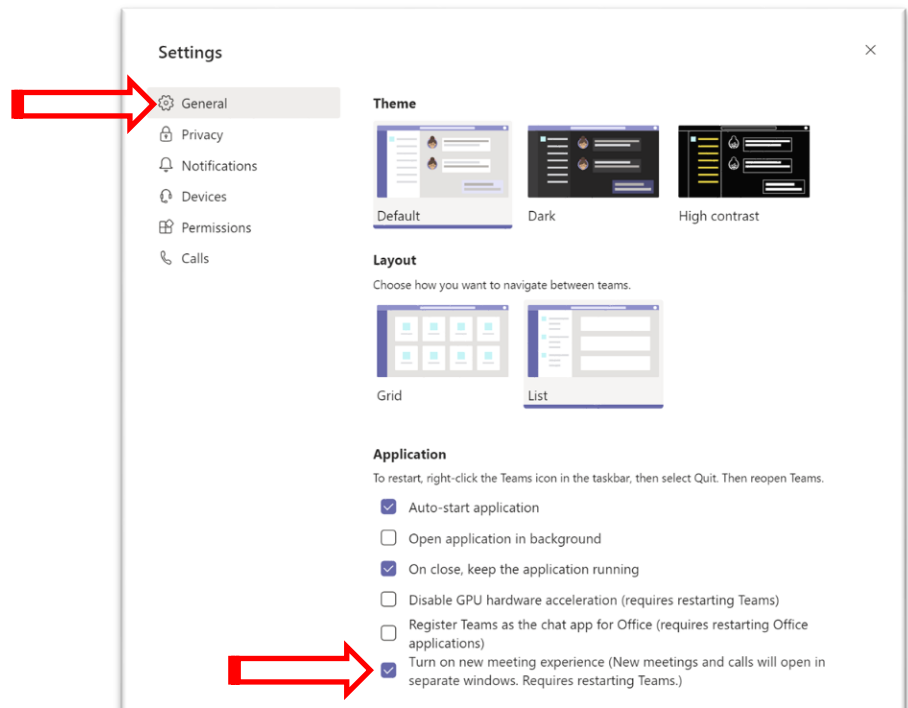 Settings
General
Privacy
Notifications
Devices
Permissions
Calls
Theme
Default
Dark
High contrast
Layout
Choose how you want to navigate between teams.
Grid
List
Application
To restart, right-click the Teams icon in the taskbar, then select Quit. Then reopen Teams.
Auto-start application
Open application in background
On close, keep the application running
Disable GPU hardware acceleration (requires restarting Teams)
Register Teams as the chat app for Office (requires restarting Office
applications)
Turn on new meeting experience (New meetings and calls will open in
separate windows. Requires restarting Teams.)